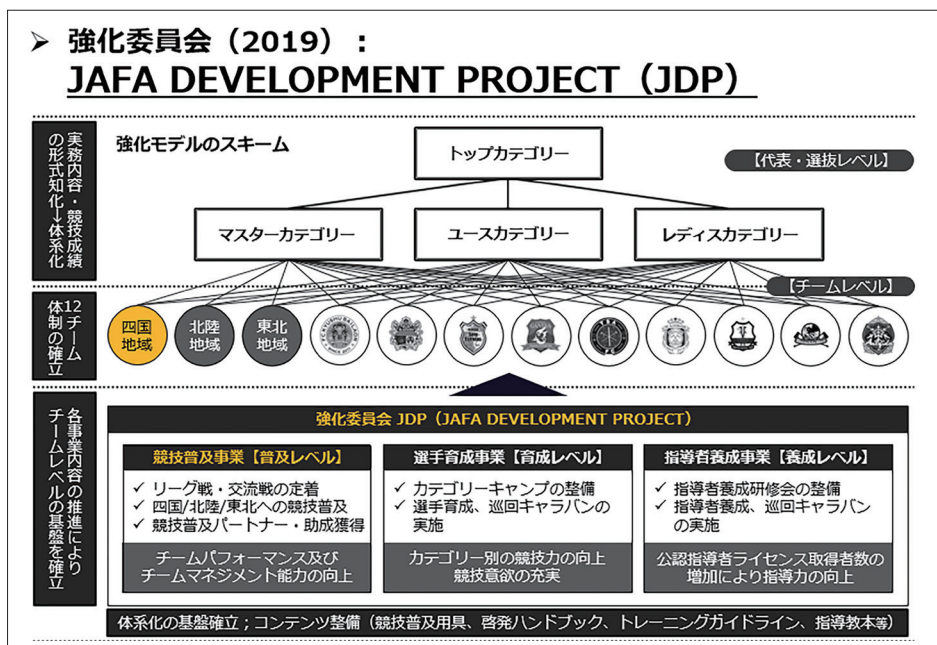 ➤ 強化委員会（2019）：
JAFA DEVELOPMENT PROJECT（JDP）
実務内容・競技成績
の形式知化→体系化
強化モデルのスキーム
トップカテゴリー
【代表・選抜レベル】
マスターカテゴリー
ユースカテゴリー
レディスカテゴリー
【チームレベル】
12チーム
体制の確立
四国
地域
北陸
地域
東北
地域
各事業内容の推進により
チームレベルの基盤を確立
強化委員会 JDP（JAFA DEVELOPMENT PROJECT）
競技普及事業【普及レベル】
✓ リーグ戦・交流戦の定着
✓ 四国/北陸/東北への競技普及
✓ 競技普及パートナー・助成獲得
チームパフォーマンス及び
チームマネジメント能力の向上
選手育成事業【育成レベル】
✓ カテゴリーキャンプの整備
✓ 選手育成、巡回キャラバンの
実施
カテゴリー別の競技力の向上
競技意欲の充実
指導者養成事業【養成レベル】
✓ 指導者養成研修会の整備
✓ 指導者養成、巡回キャラバン
の実施
公認指導者ライセンス取得者数の
増加により指導力の向上
体系化の基盤確立；コンテンツ整備（競技普及用具、啓発ハンドブック、トレーニングガイドライン、指導教本等）